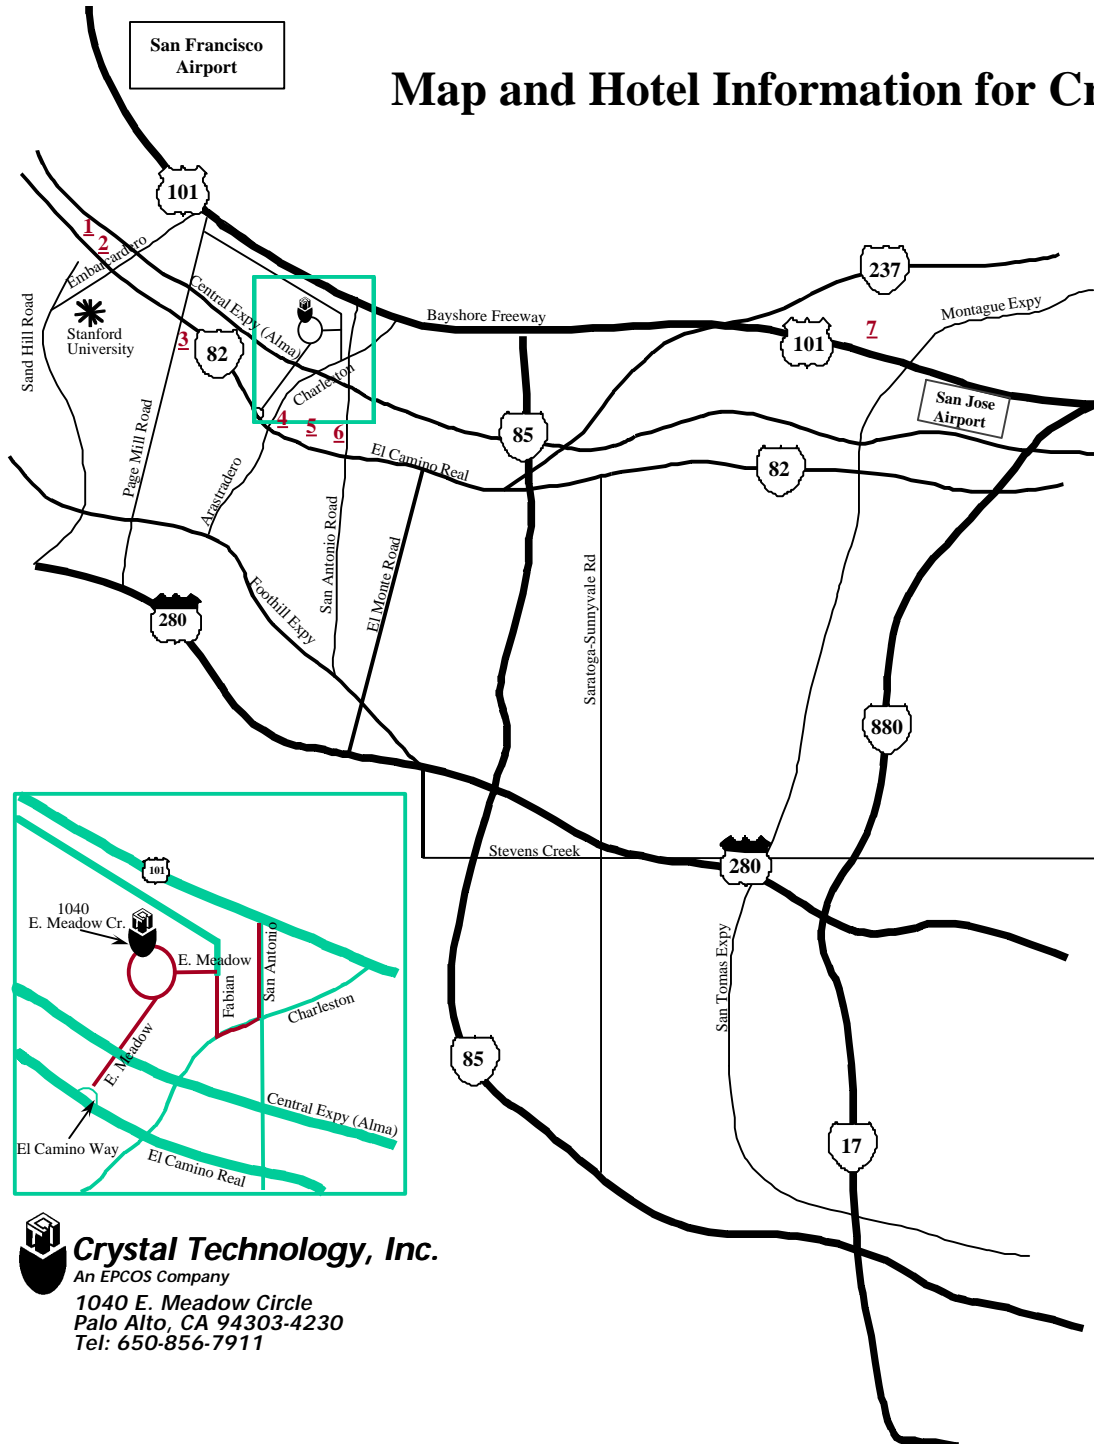 San Francisco
Airport
Map and Hotel Information for Cr
101
1
2
Embarcardero
237
Montague Expy
Sand Hill Road
Stanford
University
Central Expy (Alma)
Bayshore Freeway
7
101
3
82
Page Mill Road
Charleston
San Jose
Airport
4
5
6
85
El Camino Real
82
Arastradero
San Antonio Road
El Monte Road
Foothill Expy
Saratoga-Sunnyvale Rd
280
880
Stevens Creek
280
San Tomas Expy
85
17
101
1040
E. Meadow Cr.
E. Meadow
Fabian
San Antonio
Charleston
E. Meadow
Central Expy (Alma)
El Camino Way
El Camino Real
Crystal Technology, Inc.
An EPCOS Company
1040 E. Meadow Circle
Palo Alto, CA 94303-4230
Tel: 650-856-7911